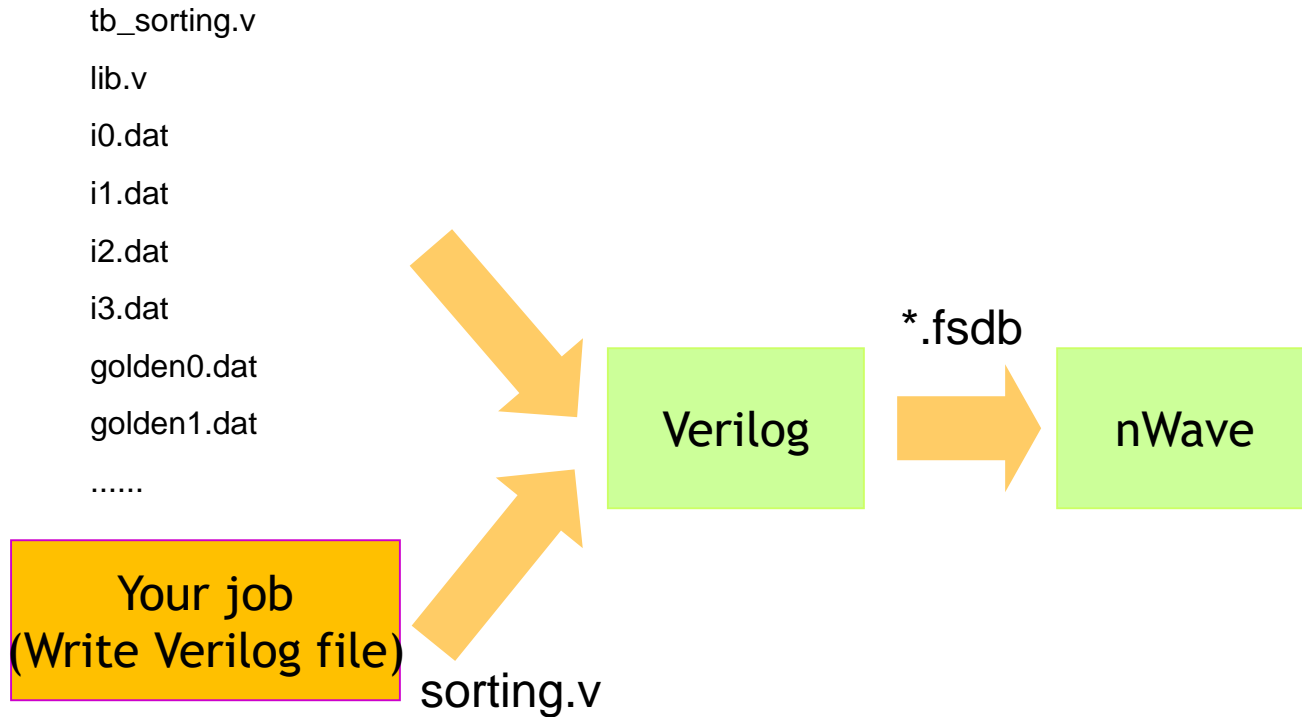 tb_sorting.v
lib.v
i0.dat
i1.dat
i2.dat
i3.dat
golden0.dat
golden1.dat
......
Your job
(Write Verilog file)
sorting.v
Verilog
*.fsdb
nWave